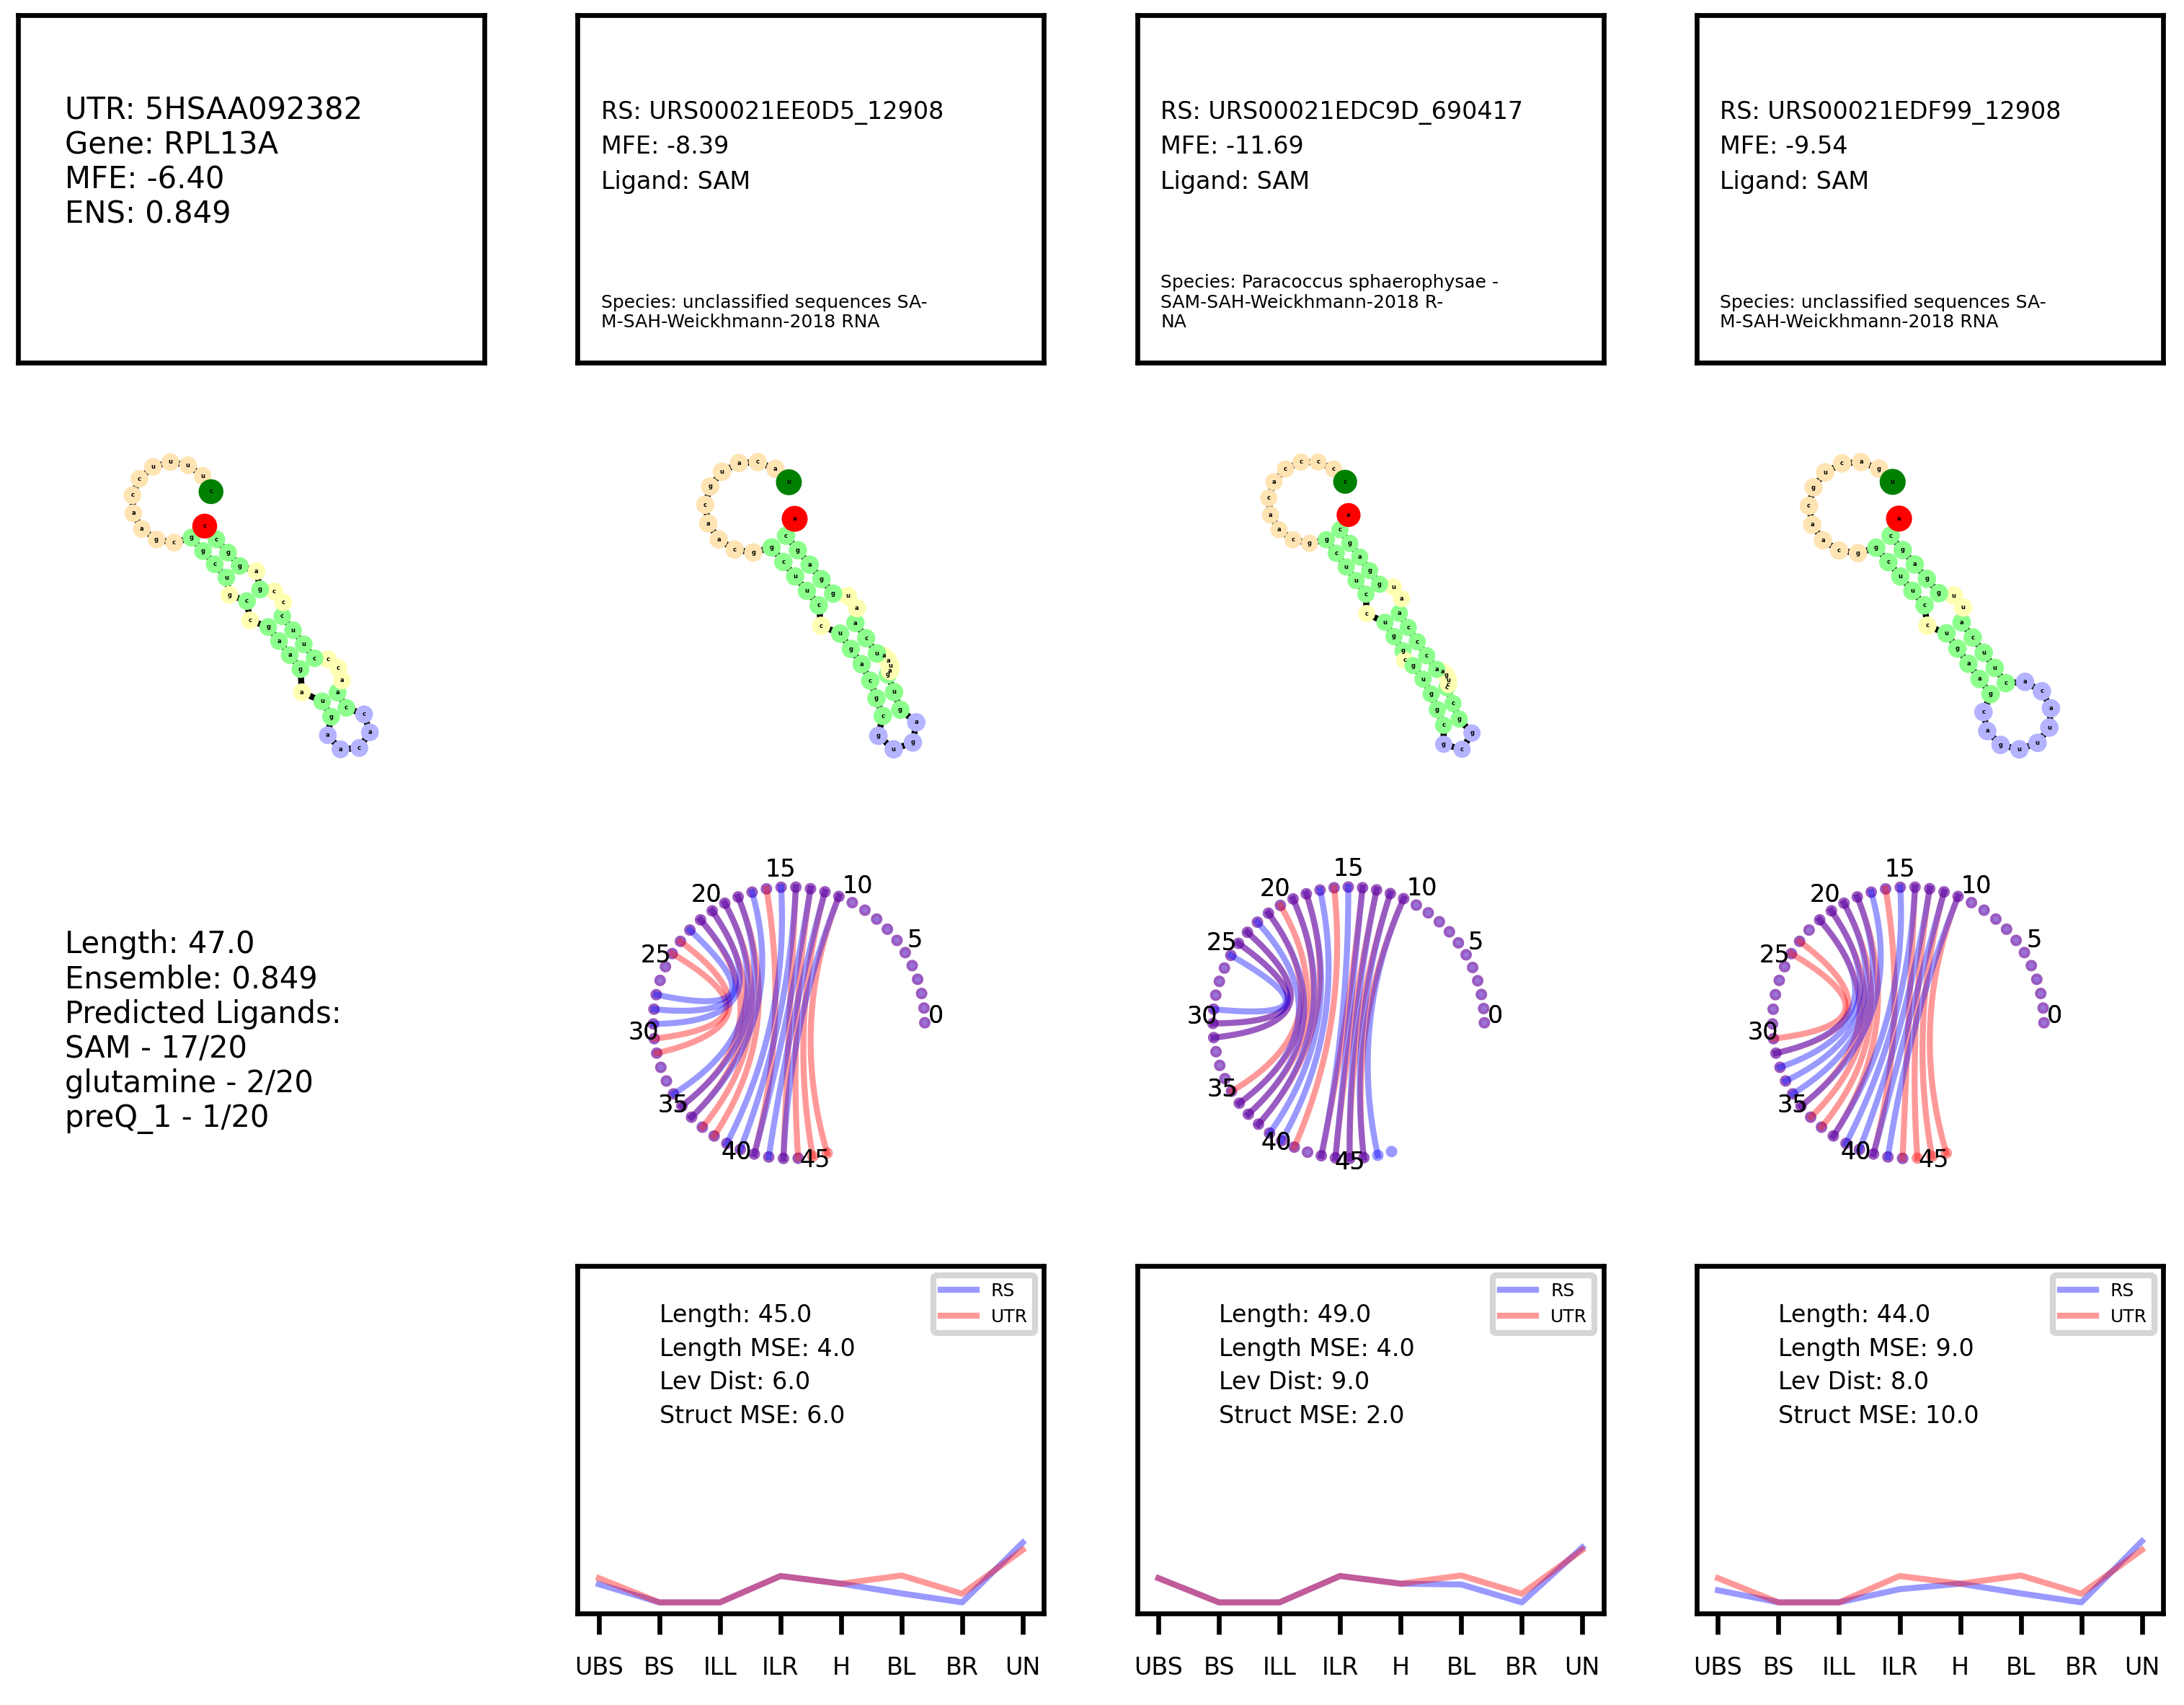 UTR: 5HSAA092382
Gene: RPL13A
MFE: -6.40
ENS: 0.849
RS: URS00021EE0D5_12908
MFE: -8.39
Ligand: SAM
Species: unclassified sequences SA-
M-SAH-Weickhmann-2018 RNA
RS: URS00021EDC9D_690417
MFE: -11.69
Ligand: SAM
Species: Paracoccus sphaerophysae -
SAM-SAH-Weickhmann-2018 R-
NA
RS: URS00021EDF99_12908
MFE: -9.54
Ligand: SAM
Species: unclassified sequences SA-
M-SAH-Weickhmann-2018 RNA
Length: 47.0
Ensemble: 0.849
Predicted Ligands:
SAM - 17/20
glutamine - 2/20
preQ_1 - 1/20
0
5
10
15
20
25
30
35
40
45
0
5
10
15
20
25
30
35
40
45
0
5
10
15
20
25
30
35
40
45
RS
UTR
Length: 45.0
Length MSE: 4.0
Lev Dist: 6.0
Struct MSE: 6.0
UBS BS ILL ILR H BL BR UN
RS
UTR
Length: 49.0
Length MSE: 4.0
Lev Dist: 9.0
Struct MSE: 2.0
UBS BS ILL ILR H BL BR UN
RS
UTR
Length: 44.0
Length MSE: 9.0
Lev Dist: 8.0
Struct MSE: 10.0
UBS BS ILL ILR H BL BR UN